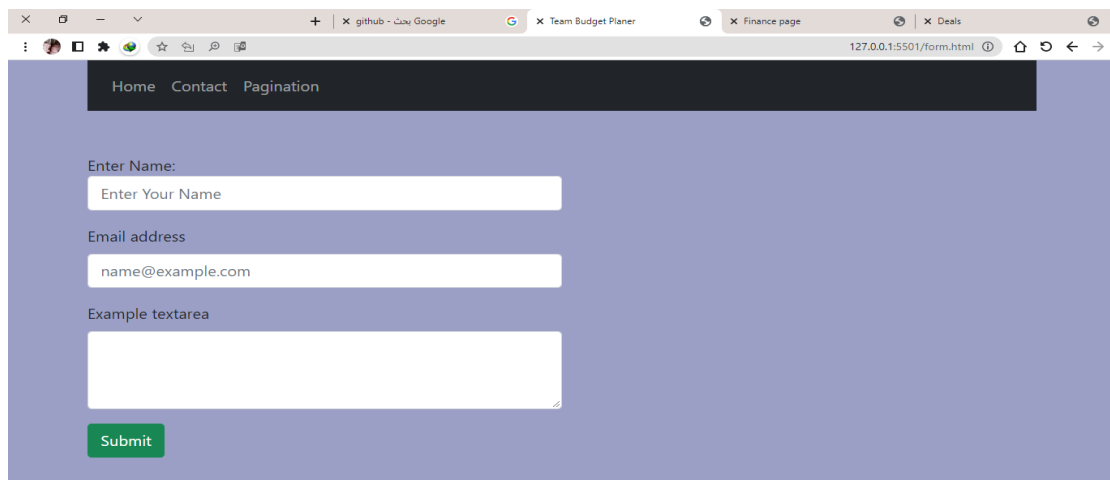 github - بحث Google
Team Budget Planer
Finance page
Deals
127.0.0.1:5501/form.html
Home Contact Pagination
Enter Name:
Enter Your Name
Email address
name@example.com
Example textarea
Submit